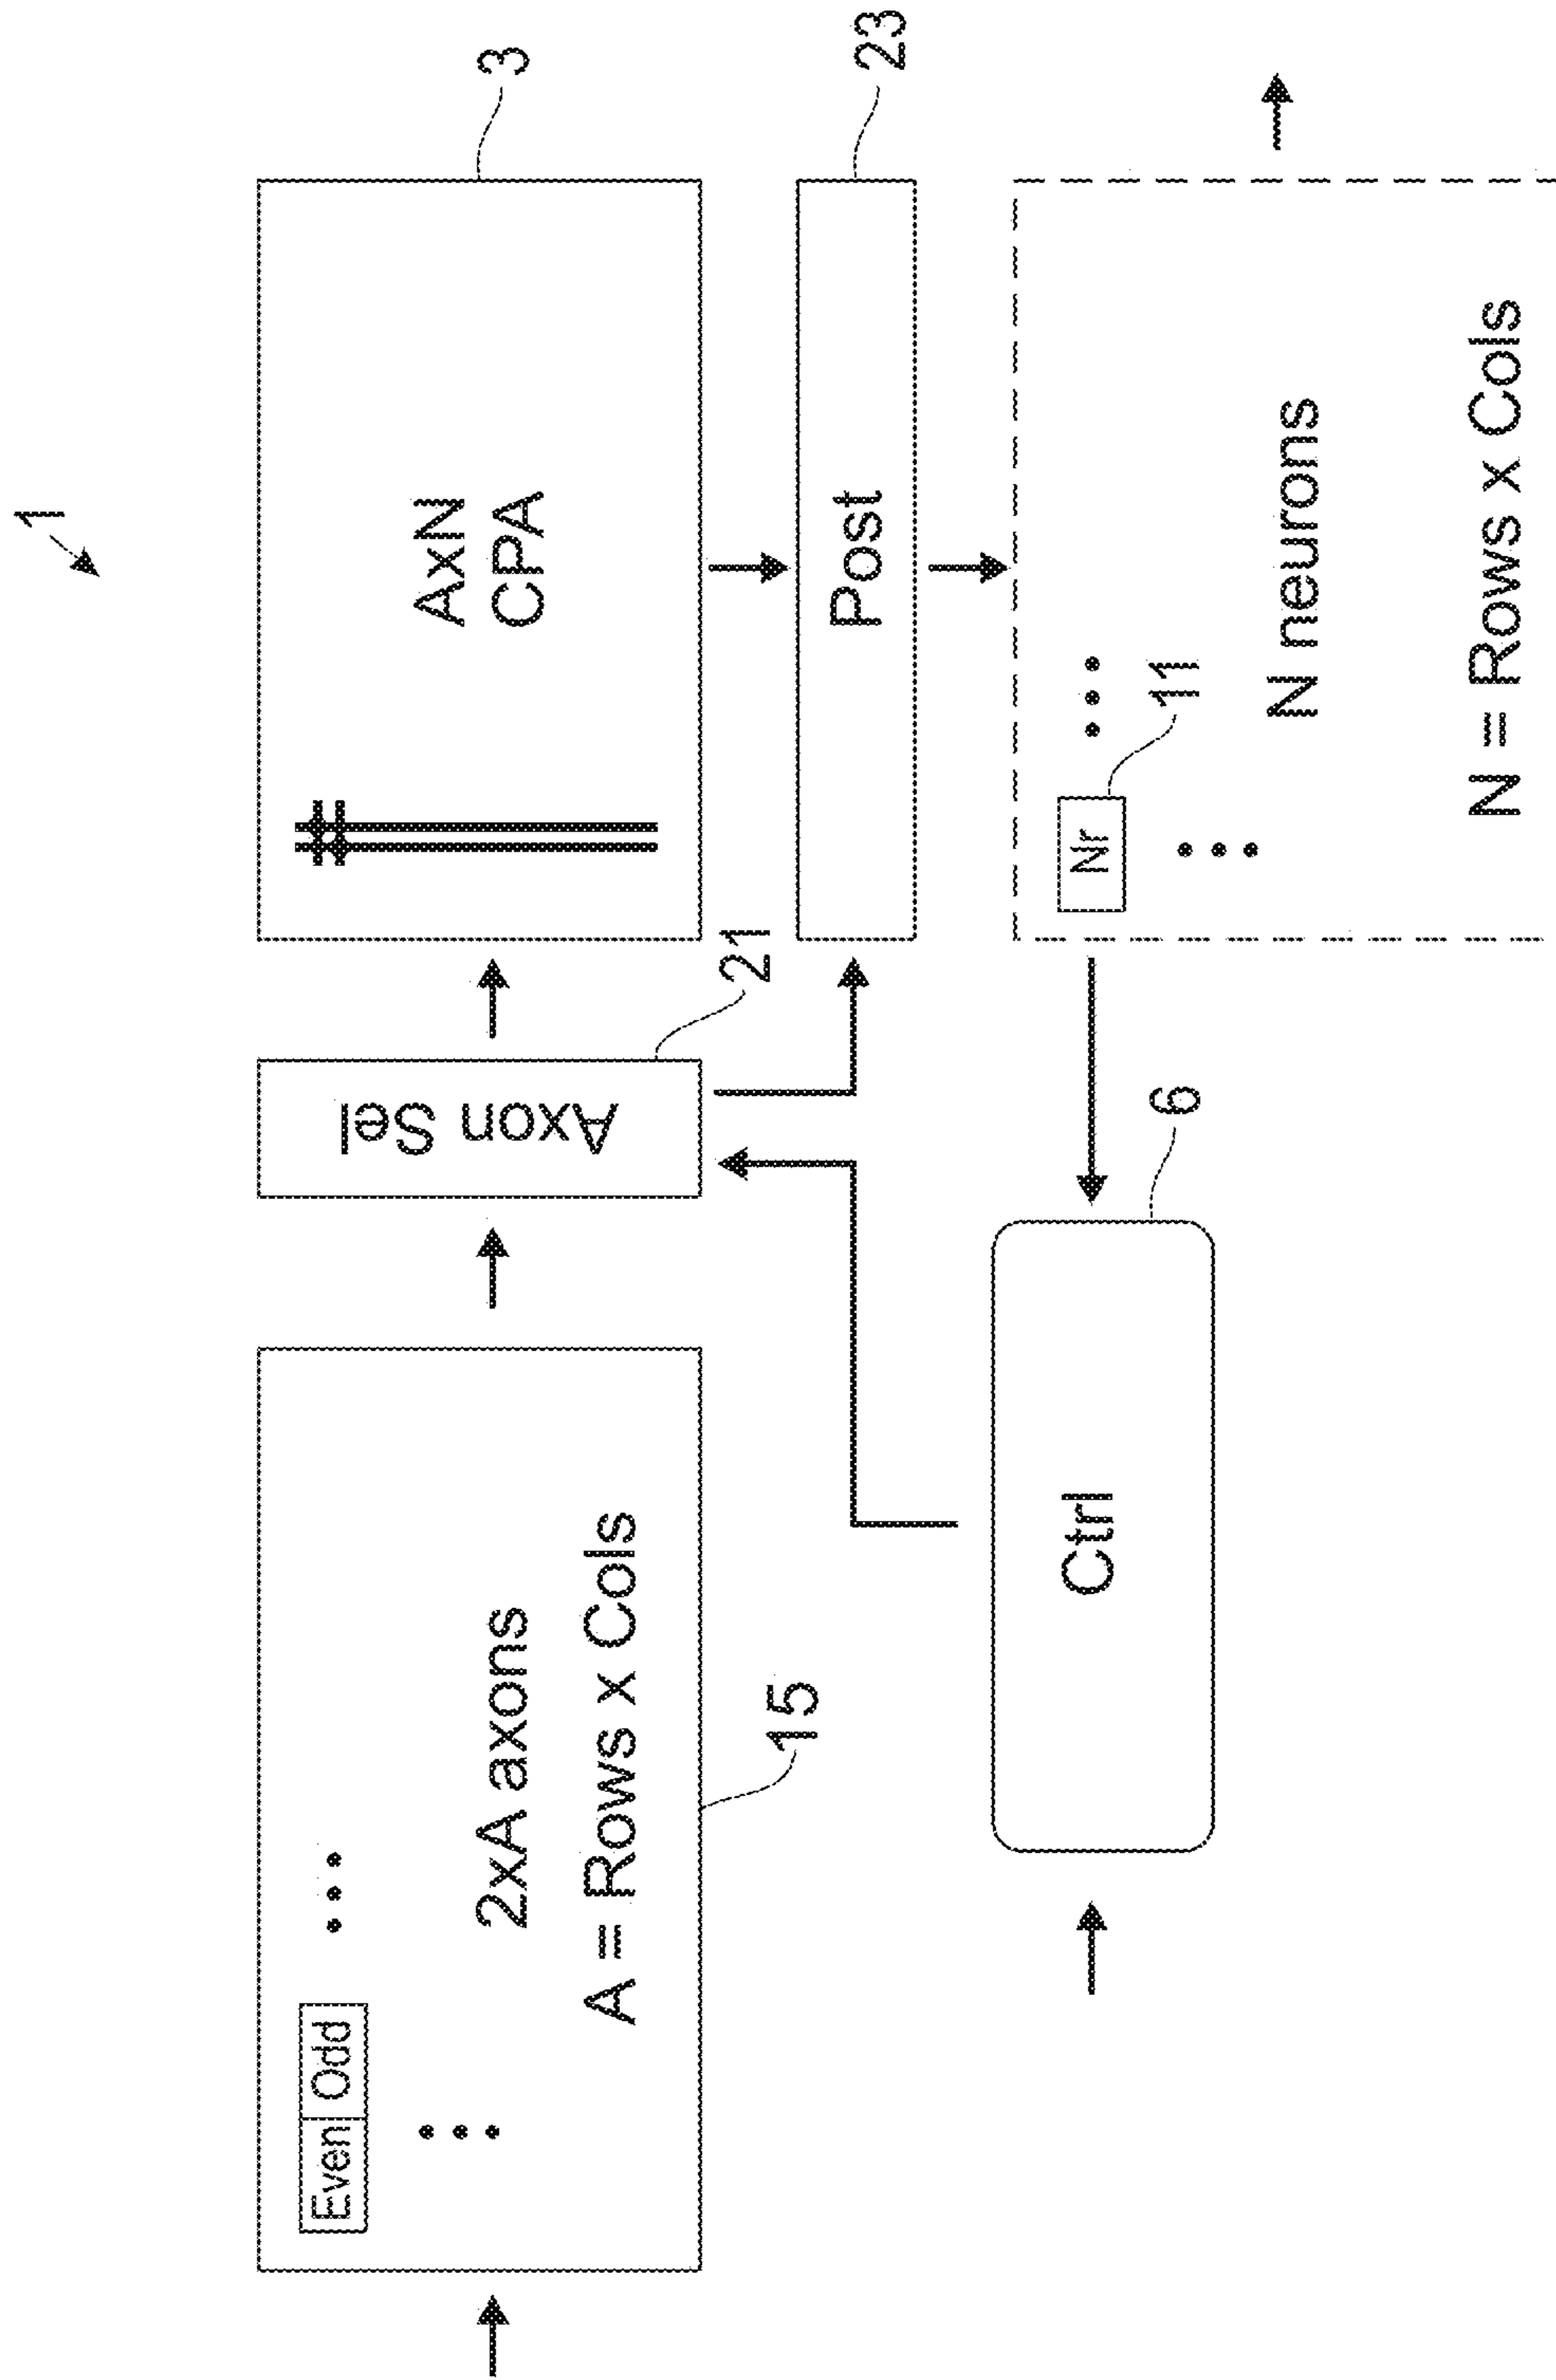 1
Even Odd
2xA axons
A = Rows x Cols
15
Axon Sel
21
AxN
CPA
3
Post
23
Ctrl
6
Nr
11
N neurons
N = Rows x Cols